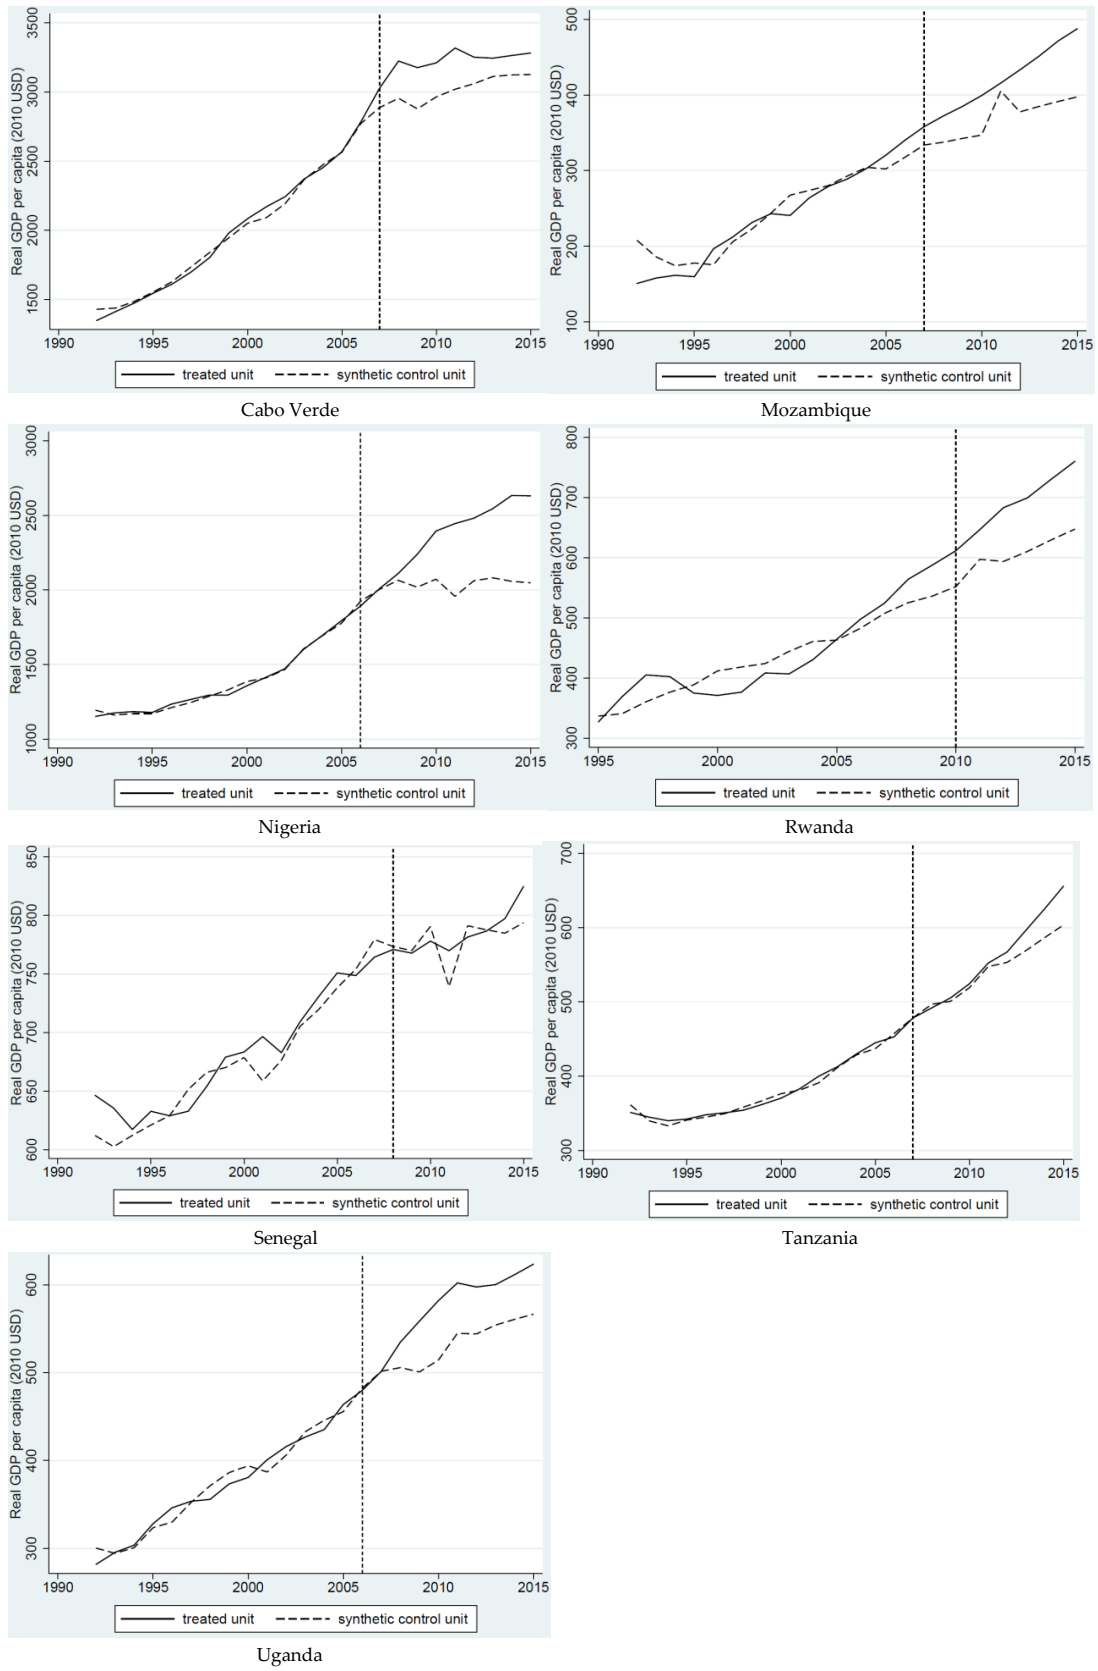 Real GDP per capita (2010 USD)
3500
3000
2500
2000
1500
1990 1995 2000 2005 2010 2015
treated unit synthetic control unit
Cabo Verde
Real GDP per capita (2010 USD)
500
400
300
200
100
1990 1995 2000 2005 2010 2015
treated unit synthetic control unit
Mozambique
Real GDP per capita (2010 USD)
3000
2500
2000
1500
1000
1990 1995 2000 2005 2010 2015
treated unit synthetic control unit
Nigeria
Real GDP per capita (2010 USD)
800
700
600
500
400
300
1995 2000 2005 2010 2015
treated unit synthetic control unit
Rwanda
Real GDP per capita (2010 USD)
850
800
750
700
650
600
1990 1995 2000 2005 2010 2015
treated unit synthetic control unit
Senegal
Real GDP per capita (2010 USD)
700
600
500
400
300
1990 1995 2000 2005 2010 2015
treated unit synthetic control unit
Tanzania
Real GDP per capita (2010 USD)
600
500
400
300
1990 1995 2000 2005 2010 2015
treated unit synthetic control unit
Uganda